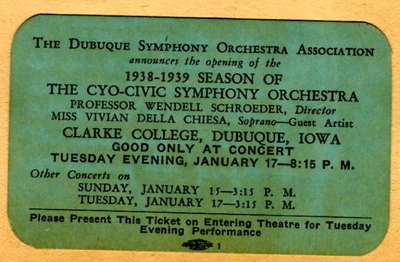 THE DUBUQUE SYMPHONY ORCHESTRA ASSOCIATION
announces the opening of the
1938-1939 SEASON OF
THE CYO-CIVIC SYMPHONY ORCHESTRA
PROFESSOR WENDELL SCHROEDER, Director
MISS VIVIAN DELLA CHIESA, Soprano—Guest Artist
CLARKE COLLEGE, DUBUQUE, IOWA
GOOD ONLY AT CONCERT
TUESDAY EVENING, JANUARY 17—8:15 P. M.
Other Concerts on
SUNDAY, JANUARY 15—3:15 P. M.
TUESDAY, JANUARY 17—3:15 P. M.
Please Present This Ticket on Entering Theatre for Tuesday
Evening Performance
1